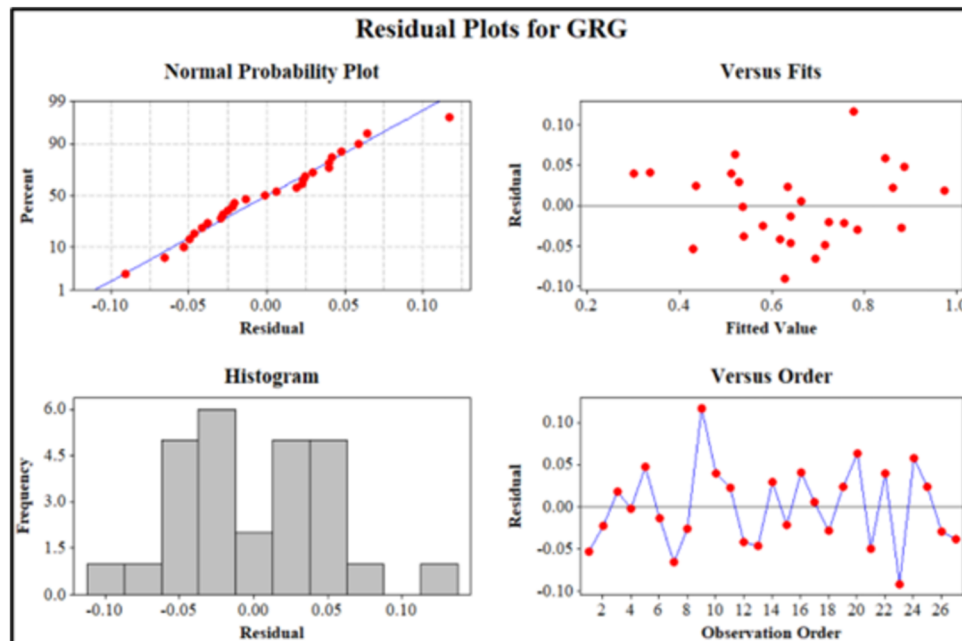 Residual Plots for GRG
Normal Probability Plot
99
90
50
10
1
Percent
-0.10 -0.05 0.00 0.05 0.10
Residual
Versus Fits
0.10
0.05
0.00
-0.05
-0.10
Residual
0.2 0.4 0.6 0.8 1.0
Fitted Value
Histogram
6.0
4.5
3.0
1.5
0.0
Frequency
-0.10 -0.05 0.00 0.05 0.10
Residual
Versus Order
0.10
0.05
0.00
-0.05
-0.10
Residual
2 4 6 8 10 12 14 16 18 20 22 24 26
Observation Order